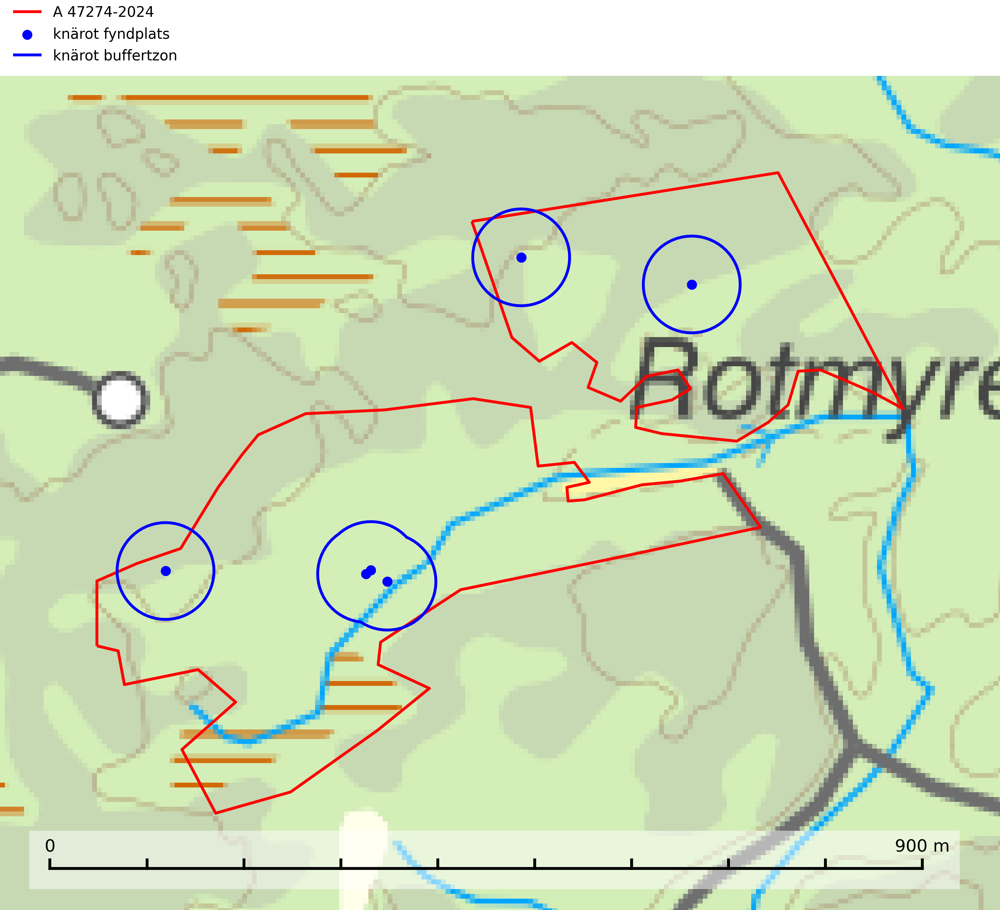 A 47274-2024
knärot fyndplats
knärot buffertzon
Rotmyre
0 900 m